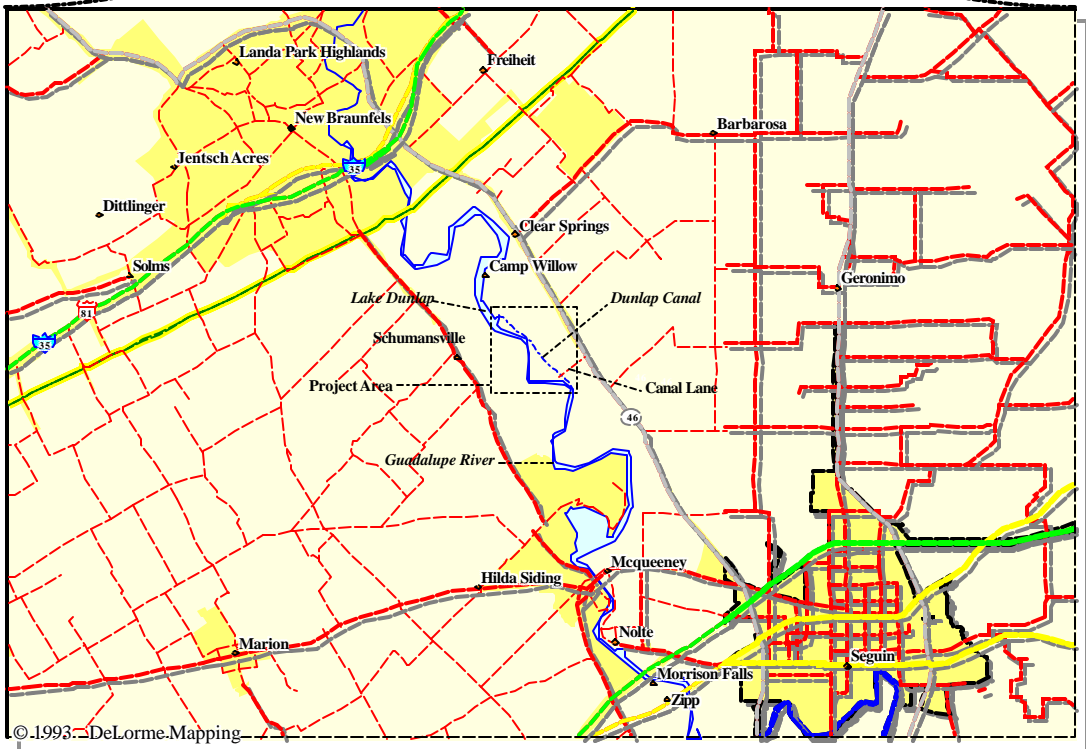 Landa Park Highlands
Freiheit
New Braunfels
Barbarosa
Jentsch Acres
35
Dittlinger
Clear Springs
Solms
Camp Willow
Geronimo
Lake Dunlap
Dunlap Canal
81
35
Schumansville
Project Area
Canal Lane
46
Guadalupe River
Mcqueeney
Hilda Siding
Nolte
Marion
Seguin
Morrison Falls
Zipp
© 1993 DeLorme Mapping